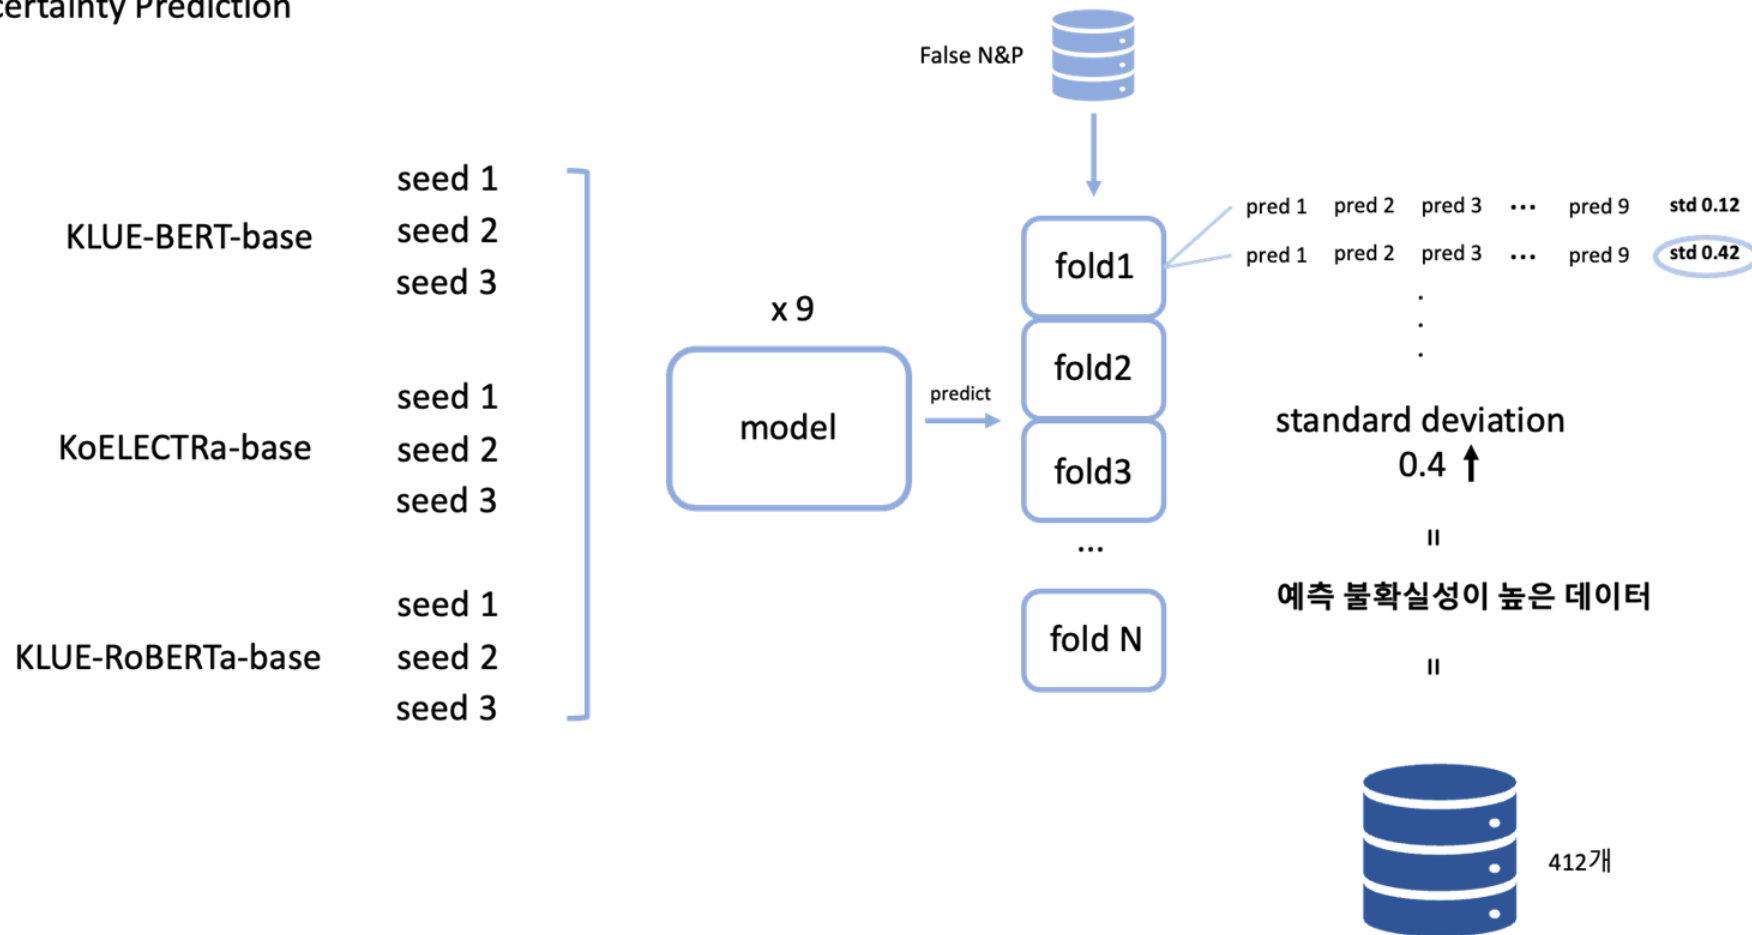 certainty Prediction
False N&P
KLUE-BERT-base
seed 1
seed 2
seed 3
KoELECTRa-base
seed 1
seed 2
seed 3
KLUE-RoBERTa-base
seed 1
seed 2
seed 3
x 9
model
predict
fold1
fold2
fold3
...
fold N
pred 1 pred 2 pred 3 ... pred 9 std 0.12
pred 1 pred 2 pred 3 ... pred 9 std 0.42
.
.
.
standard deviation
0.4 ↑
=
예측 불확실성이 높은 데이터
=
412개